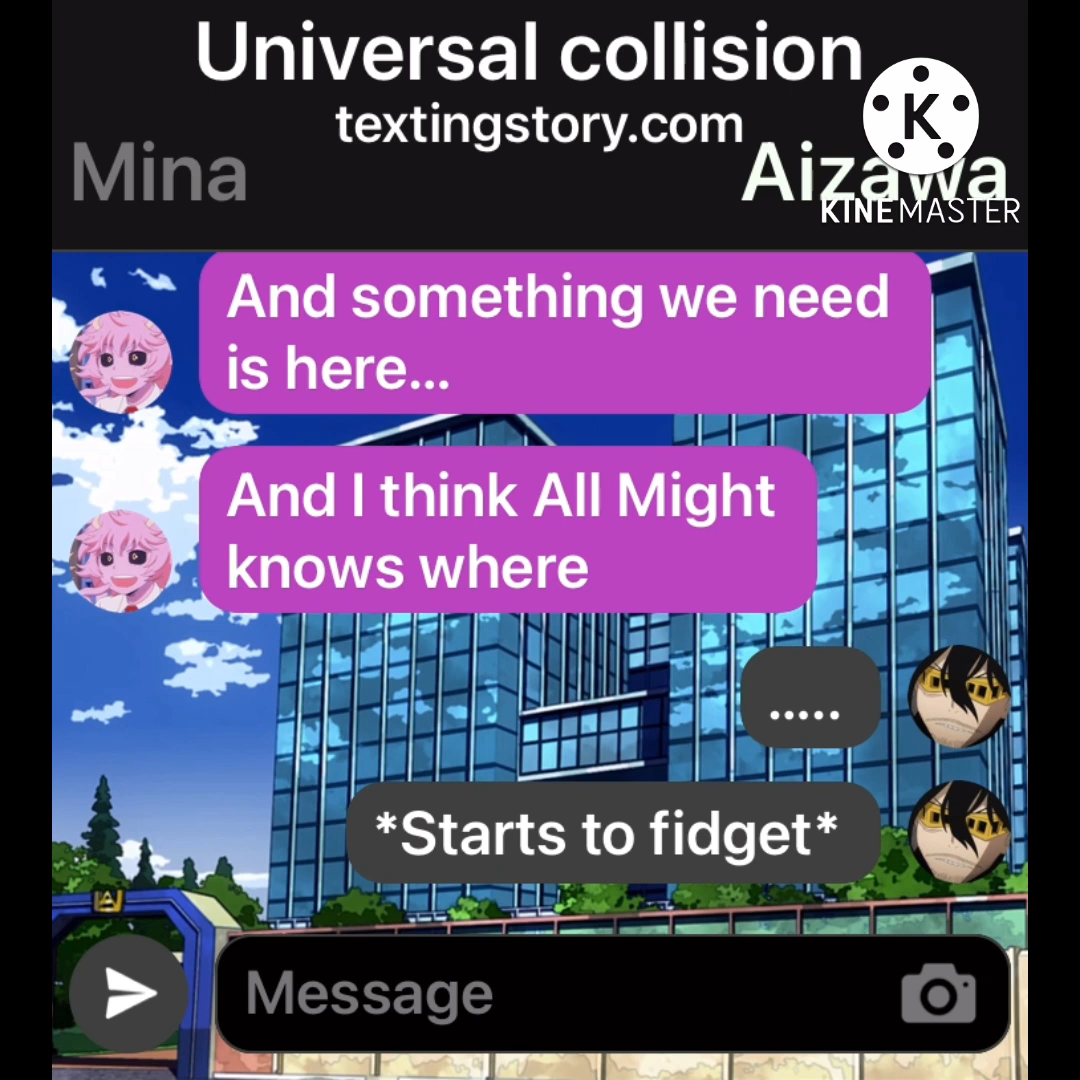 Universal collision
textingstory.com
K
Mina
Aizawa
KINEMASTER
And something we need
is here...
And I think All Might
knows where
.....
*Starts to fidget*
Message